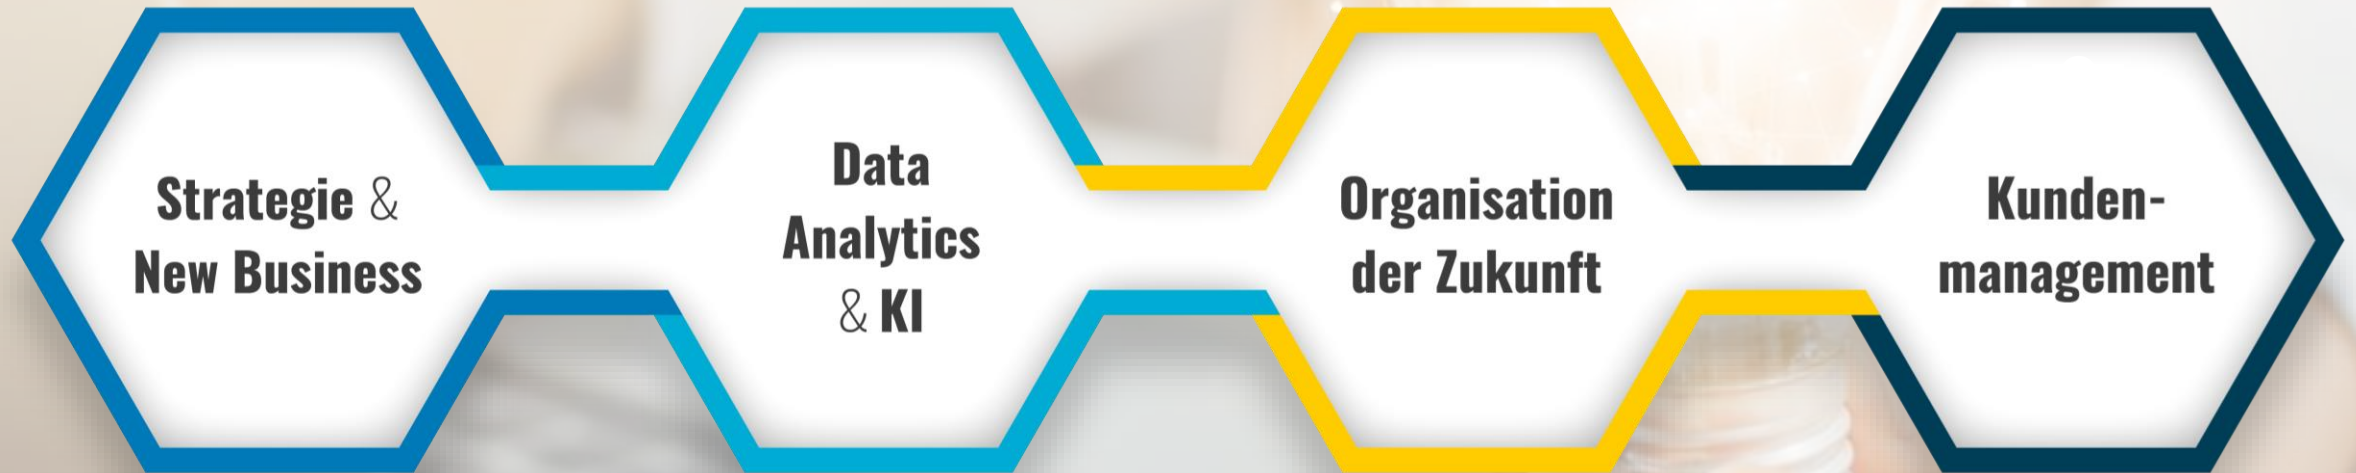 Strategie &
New Business
Data
Analytics
& KI
Organisation
der Zukunft
Kunden-
management